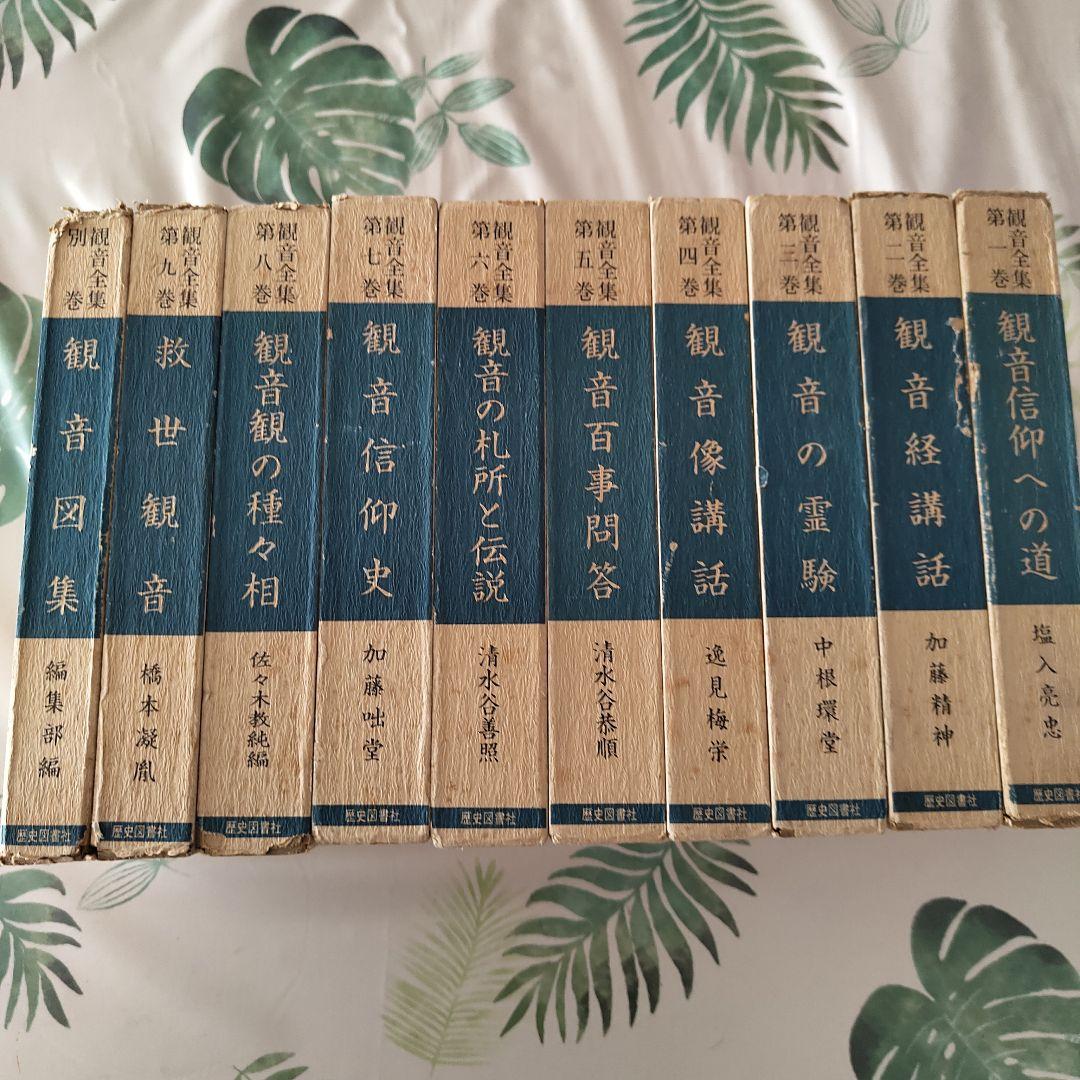 観音全集
第一巻
観音信仰への道
塩入亮忠
歴史図書社
観音全集
第二巻
観音経講話
加藤精神
歴史図書社
観音全集
第三巻
観音の霊験
中根環堂
歴史図書社
観音全集
第四巻
観音像講話
逸見梅栄
歴史図書社
観音全集
第五巻
観音百事問答
清水谷恭順
歴史図書社
観音全集
第六巻
観音の札所と伝説
清水谷善照
歴史図書社
観音全集
第七巻
観音信仰史
加藤咄堂
歴史図書社
観音全集
第八巻
観音観の種々相
佐々木教純編
歴史図書社
観音全集
第九巻
救世観音
橋本凝胤
歴史図書社
観音全集
別巻
観音図集
編集部編
歴史図書社